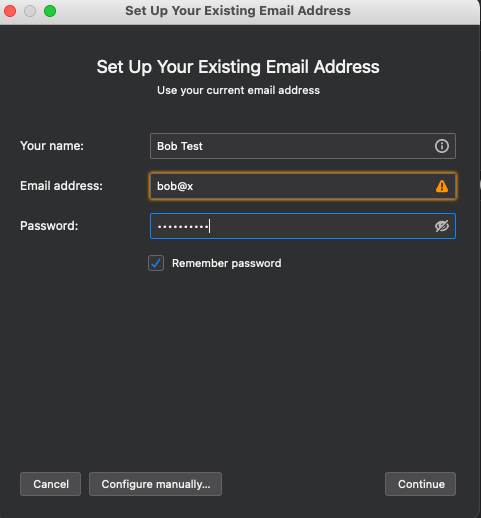 Set Up Your Existing Email Address
Set Up Your Existing Email Address
Use your current email address
Your name: Bob Test
Email address: bob@x
Password: ••••••••••
Remember password
Cancel Configure manually... Continue